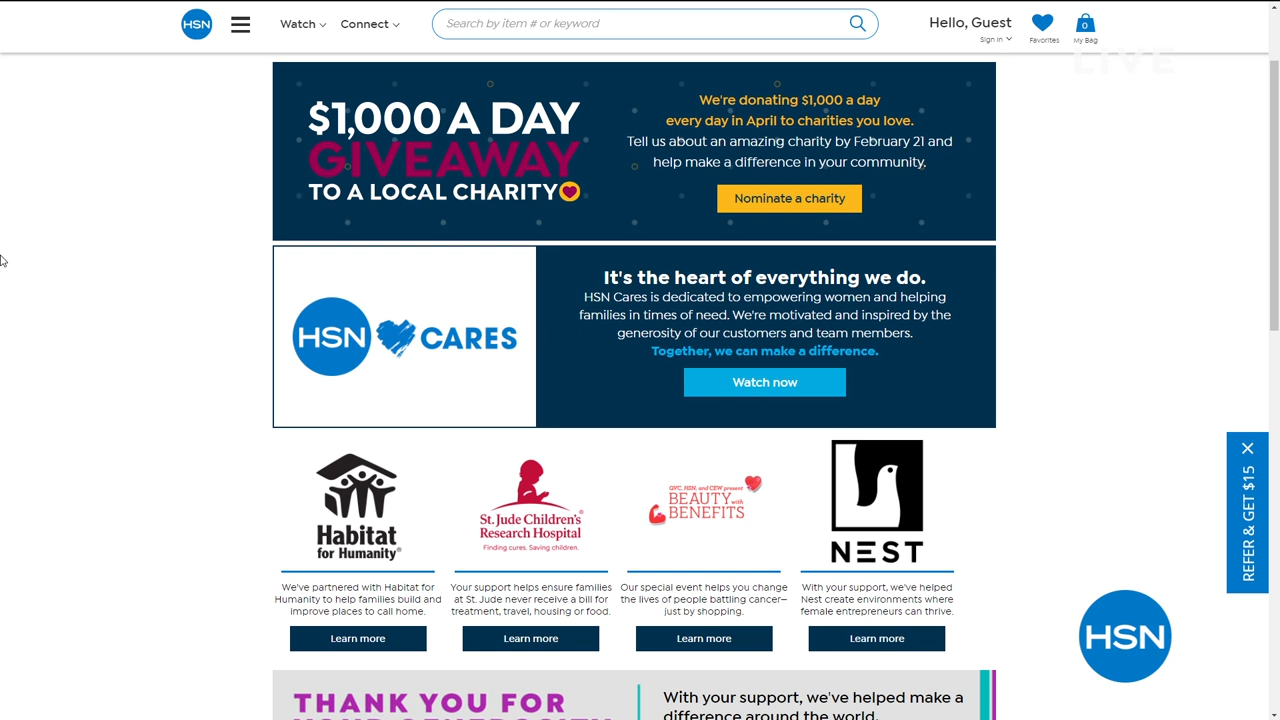 HSN
Watch
Connect
Search by item # or keyword
Hello, Guest
Sign In
Favorites
0
My Bag
LIVE
$1,000 A DAY
GIVEAWAY
TO A LOCAL CHARITY
We're donating $1,000 a day
every day in April to charities you love.
Tell us about an amazing charity by February 21 and
help make a difference in your community.
Nominate a charity
HSN CARES
It's the heart of everything we do.
HSN Cares is dedicated to empowering women and helping
families in times of need. We're motivated and inspired by the
generosity of our customers and team members.
Together, we can make a difference.
Watch now
Habitat
for Humanity®
We've partnered with Habitat for
Humanity to help families build and
improve places to call home.
Learn more
St. Jude Children's
Research Hospital
Finding cures. Saving children.
Your support helps ensure families
at St. Jude never receive a bill for
treatment, travel, housing or food.
Learn more
QVC, HSN, and CEW present
BEAUTY with
BENEFITS
Our special event helps you change
the lives of people battling cancer—
just by shopping.
Learn more
NEST
With your support, we've helped
Nest create environments where
female entrepreneurs can thrive.
Learn more
REFER & GET $15
HSN
THANK YOU FOR
YOUR GENEROSITY
With your support, we've helped make a
difference around the world.